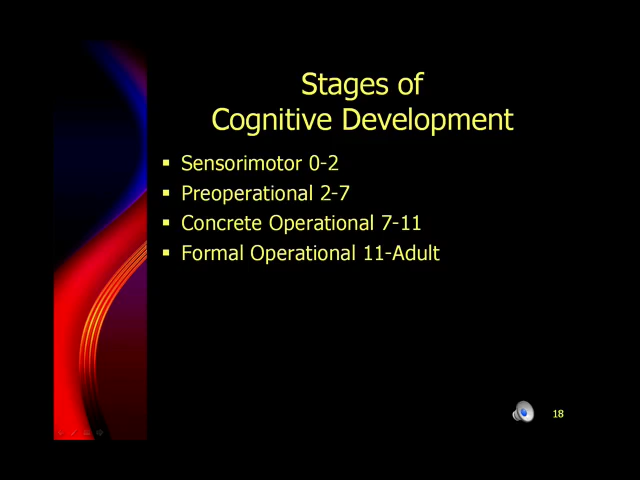 Stages of
Cognitive Development
▪ Sensorimotor 0-2
▪ Preoperational 2-7
▪ Concrete Operational 7-11
▪ Formal Operational 11-Adult
18